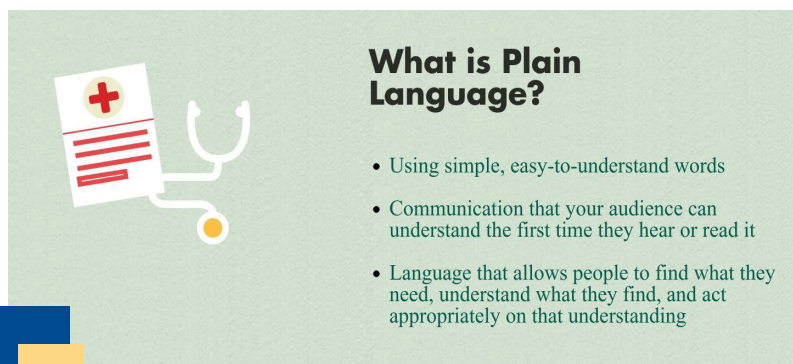 What is Plain
Language?
• Using simple, easy-to-understand words
• Communication that your audience can
understand the first time they hear or read it
• Language that allows people to find what they
need, understand what they find, and act
appropriately on that understanding